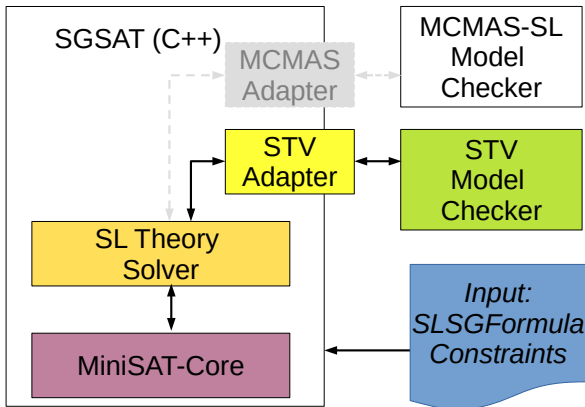 SGSAT (C++)
MCMAS
Adapter
MCMAS-SL
Model
Checker
STV
Adapter
STV
Model
Checker
SL Theory
Solver
Input:
SLSGFormula
Constraints
MiniSAT-Core